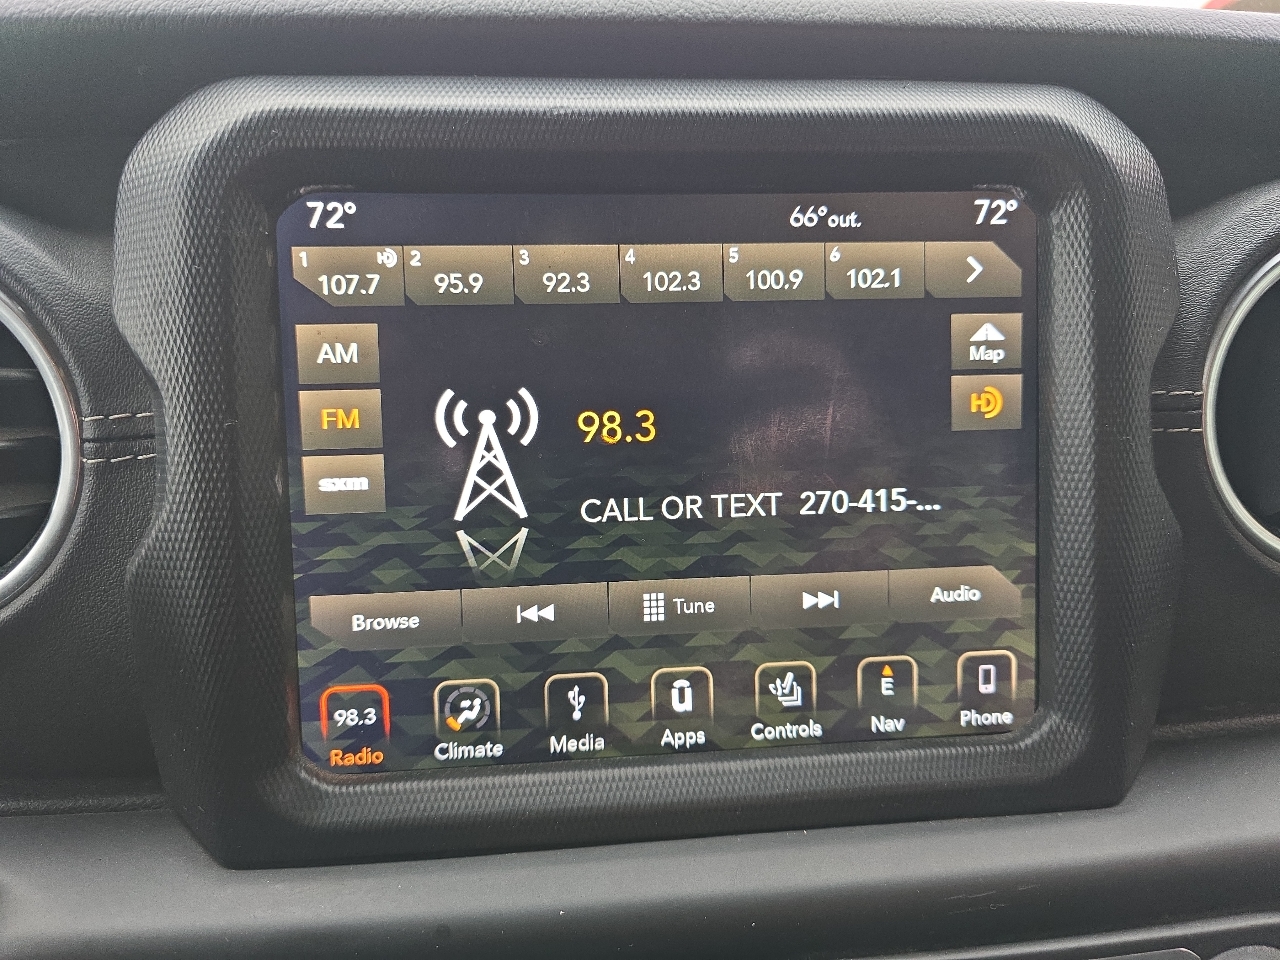 72° 66° out. 72°
1 107.7 HD 2 95.9 3 92.3 4 102.3 5 100.9 6 102.1
AM
Map
FM
98.3
HD
sxm
CALL OR TEXT 270-415-...
Browse Tune Audio
98.3 ū E
Radio Climate Media Apps Controls Nav Phone